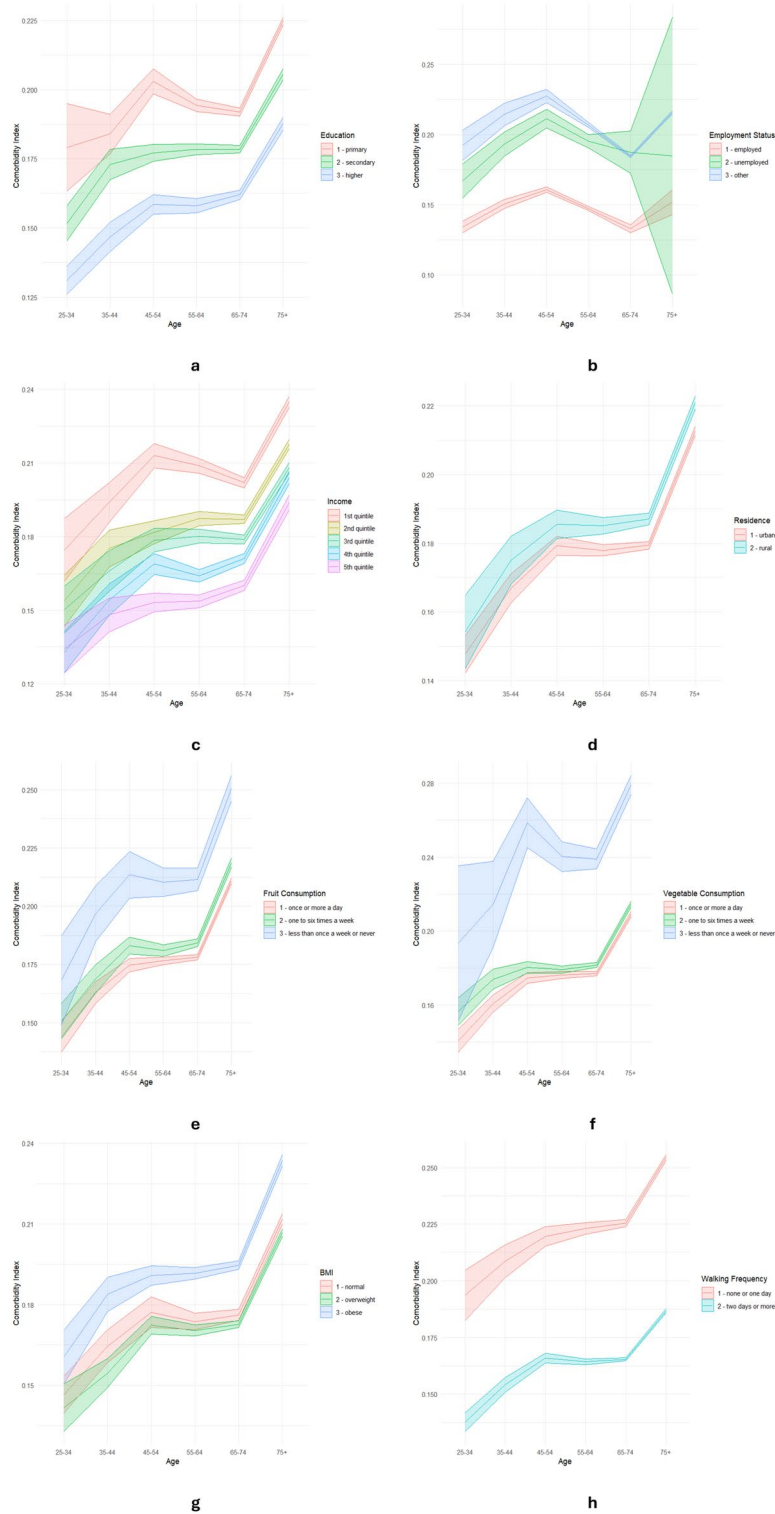 0.225
0.200
0.175
0.150
0.125
Comorbidity Index
25-34 35-44 45-54 55-64 65-74 75+
Age
Education
1 - primary
2 - secondary
3 - higher
a
0.25
0.20
0.15
0.10
Comorbidity Index
25-34 35-44 45-54 55-64 65-74 75+
Age
Employment Status
1 - employed
2 - unemployed
3 - other
b
0.24
0.21
0.18
0.15
0.12
Comorbidity Index
25-34 35-44 45-54 55-64 65-74 75+
Age
Income
1st quintile
2nd quintile
3rd quintile
4th quintile
5th quintile
c
0.22
0.20
0.18
0.16
0.14
Comorbidity Index
25-34 35-44 45-54 55-64 65-74 75+
Age
Residence
1 - urban
2 - rural
d
0.250
0.225
0.200
0.175
0.150
Comorbidity Index
25-34 35-44 45-54 55-64 65-74 75+
Age
Fruit Consumption
1 - once or more a day
2 - one to six times a week
3 - less than once a week or never
e
0.28
0.24
0.20
0.16
Comorbidity Index
25-34 35-44 45-54 55-64 65-74 75+
Age
Vegetable Consumption
1 - once or more a day
2 - one to six times a week
3 - less than once a week or never
f
0.24
0.21
0.18
0.15
Comorbidity Index
25-34 35-44 45-54 55-64 65-74 75+
Age
BMI
1 - normal
2 - overweight
3 - obese
g
0.250
0.225
0.200
0.175
0.150
Comorbidity Index
25-34 35-44 45-54 55-64 65-74 75+
Age
Walking Frequency
1 - none or one day
2 - two days or more
h